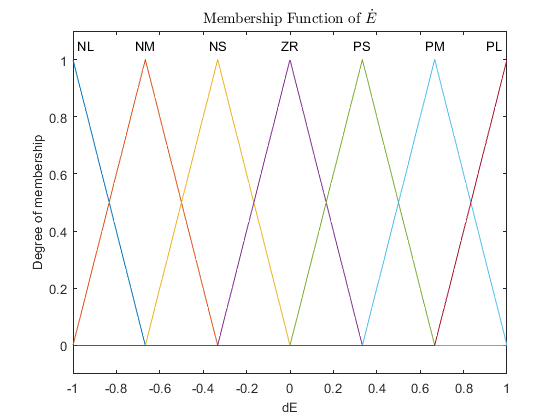 Membership Function of Ė
NL NM NS ZR PS PM PL
1
0.8
0.6
0.4
0.2
0
Degree of membership
-1 -0.8 -0.6 -0.4 -0.2 0 0.2 0.4 0.6 0.8 1
dE